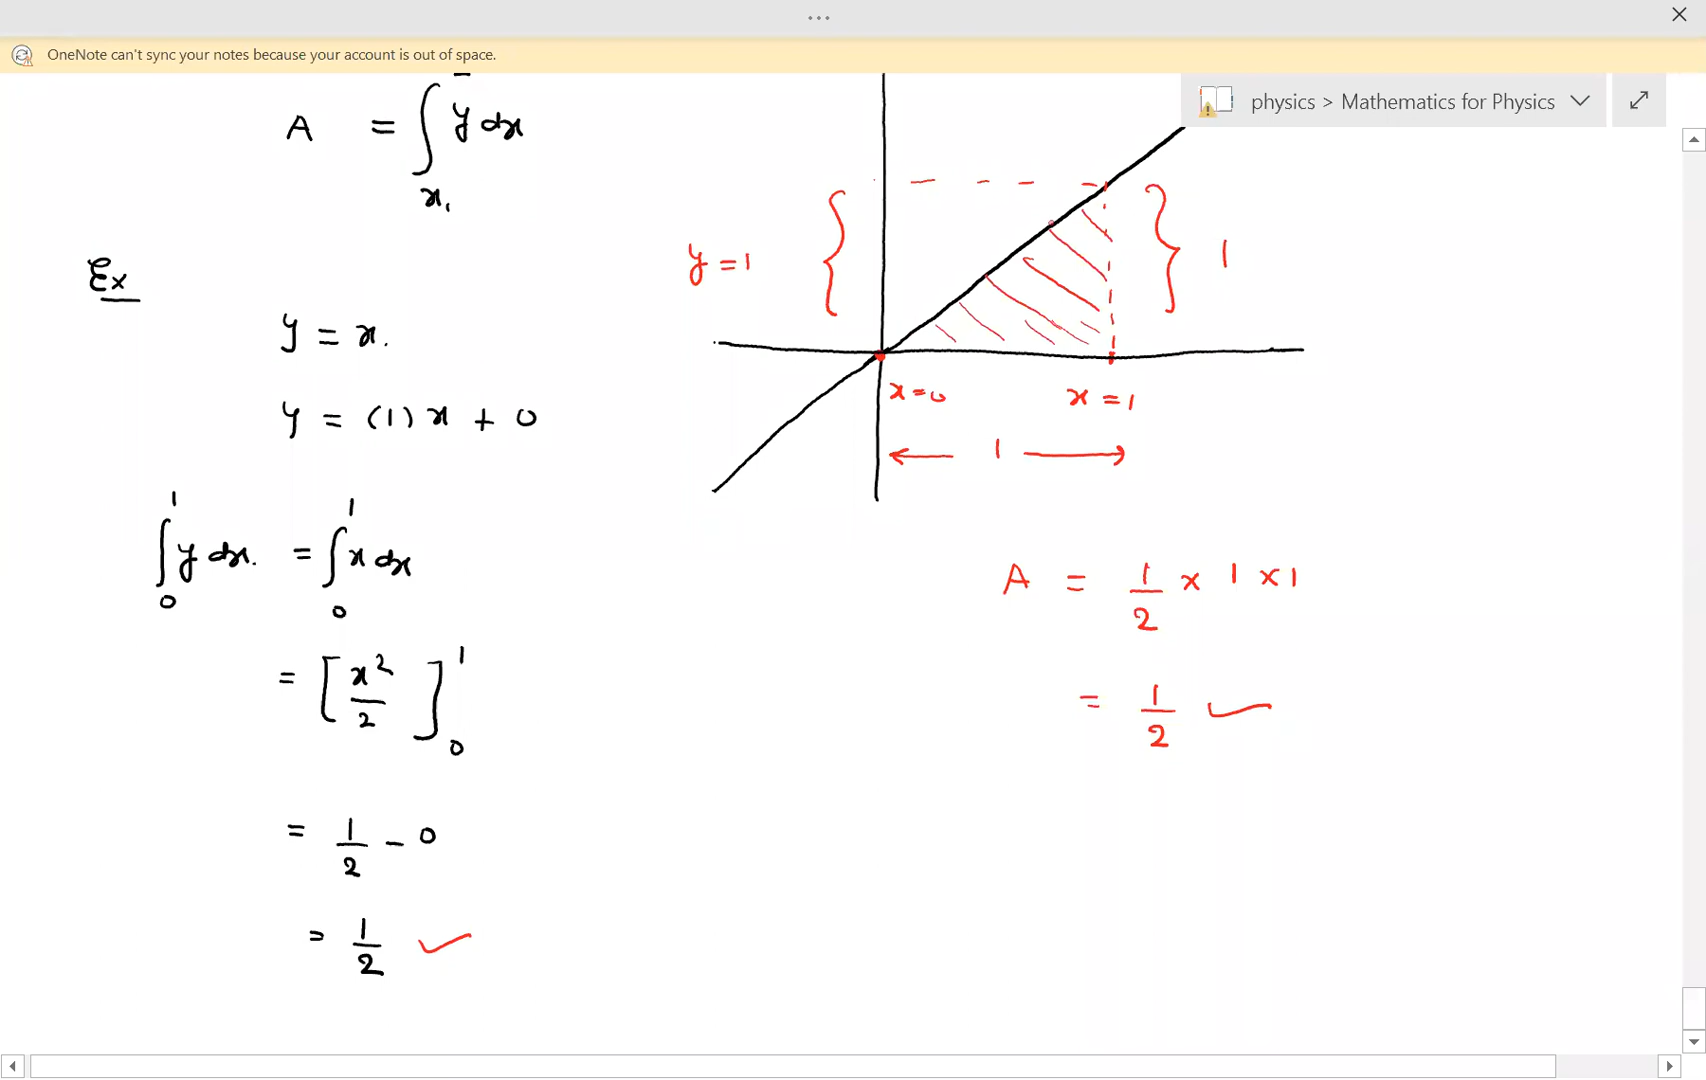 OneNote can't sync your notes because your account is out of space.
physics > Mathematics for Physics
A = ∫ y dx
x₁
Ex
y = x.
y = (1) x + 0
∫₀¹ y dx. = ∫₀¹ x dx
= [x²/2]₀¹
= 1/2 - 0
= 1/2 ✓
y = 1
1
x = 0
x = 1
← 1 →
A = 1/2 × 1 × 1
= 1/2 ✓